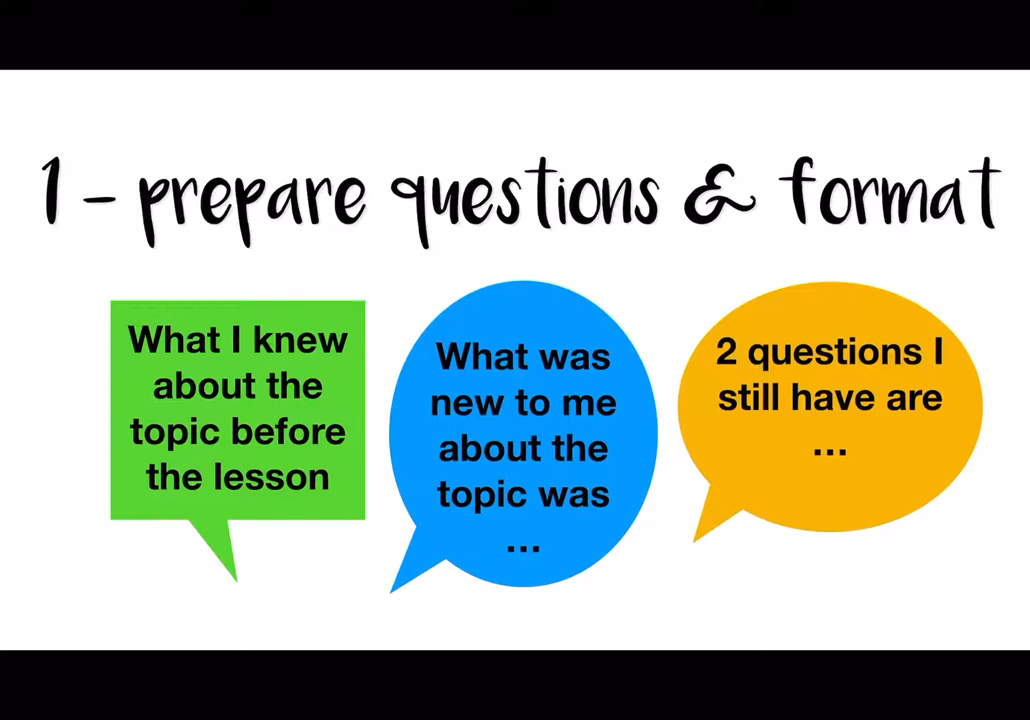 1 - prepare questions & format
What I knew
about the
topic before
the lesson
What was
new to me
about the
topic was
...
2 questions I
still have are
...